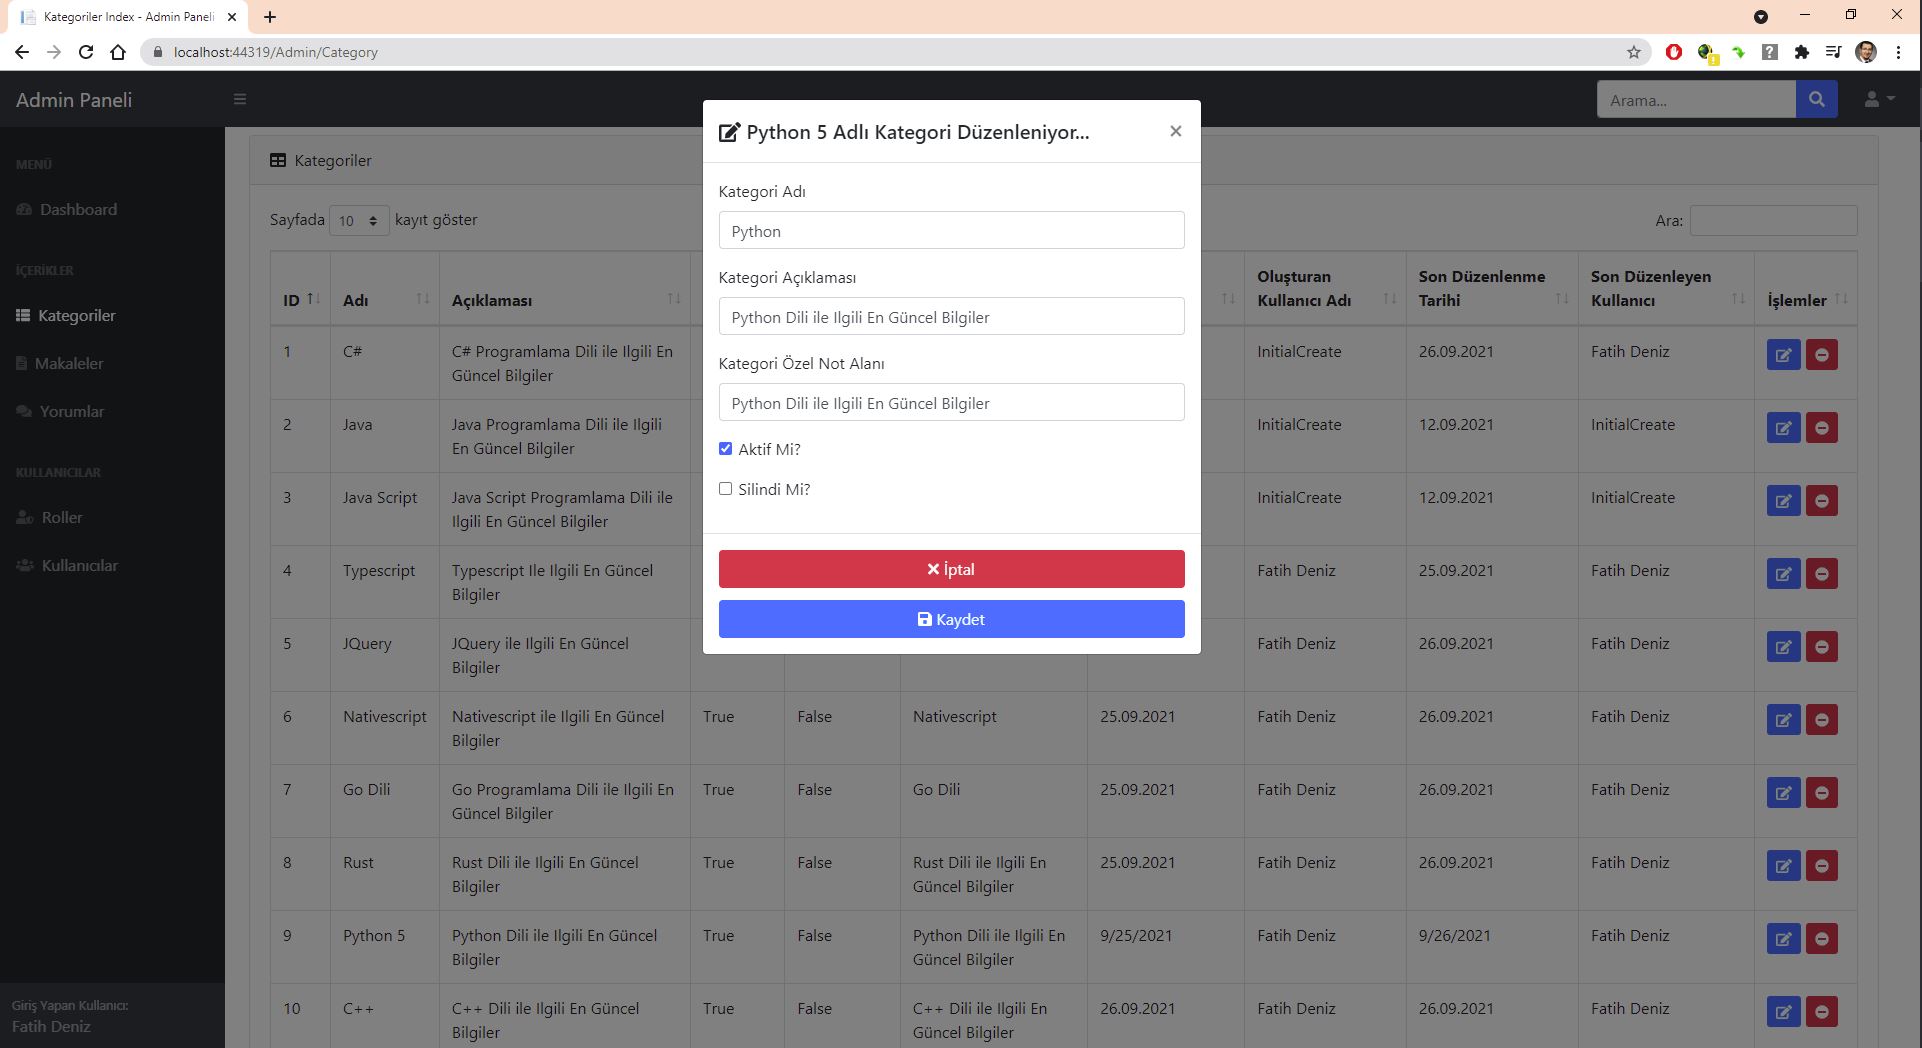 Kategoriler Index - Admin Paneli
localhost:44319/Admin/Category
Admin Paneli
Arama...
MENÜ
Dashboard
İÇERİKLER
Kategoriler
Makaleler
Yorumlar
KULLANICILAR
Roller
Kullanıcılar
Giriş Yapan Kullanıcı:
Fatih Deniz
Kategoriler
Sayfada 10 kayıt göster
Ara:
Python 5 Adlı Kategori Düzenleniyor...
Kategori Adı
Python
Kategori Açıklaması
Python Dili ile Ilgili En Güncel Bilgiler
Kategori Özel Not Alanı
Python Dili ile Ilgili En Güncel Bilgiler
Aktif Mi?
Silindi Mi?
İptal
Kaydet
ID Adı Açıklaması Oluşturan Kullanıcı Adı Son Düzenlenme Tarihi Son Düzenleyen Kullanıcı İşlemler
1 C# C# Programlama Dili ile Ilgili En Güncel Bilgiler InitialCreate 26.09.2021 Fatih Deniz
2 Java Java Programlama Dili ile Ilgili En Güncel Bilgiler InitialCreate 12.09.2021 InitialCreate
3 Java Script Java Script Programlama Dili ile Ilgili En Güncel Bilgiler InitialCreate 12.09.2021 InitialCreate
4 Typescript Typescript Ile Ilgili En Güncel Bilgiler Fatih Deniz 25.09.2021 Fatih Deniz
5 JQuery JQuery ile Ilgili En Güncel Bilgiler Fatih Deniz 26.09.2021 Fatih Deniz
6 Nativescript Nativescript ile Ilgili En Güncel Bilgiler True False Nativescript 25.09.2021 Fatih Deniz 26.09.2021 Fatih Deniz
7 Go Dili Go Programlama Dili ile Ilgili En Güncel Bilgiler True False Go Dili 25.09.2021 Fatih Deniz 26.09.2021 Fatih Deniz
8 Rust Rust Dili ile Ilgili En Güncel Bilgiler True False Rust Dili ile Ilgili En Güncel Bilgiler 25.09.2021 Fatih Deniz 26.09.2021 Fatih Deniz
9 Python 5 Python Dili ile Ilgili En Güncel Bilgiler True False Python Dili ile Ilgili En Güncel Bilgiler 9/25/2021 Fatih Deniz 9/26/2021 Fatih Deniz
10 C++ C++ Dili ile Ilgili En Güncel Bilgiler True False C++ Dili ile Ilgili En Güncel Bilgiler 26.09.2021 Fatih Deniz 26.09.2021 Fatih Deniz